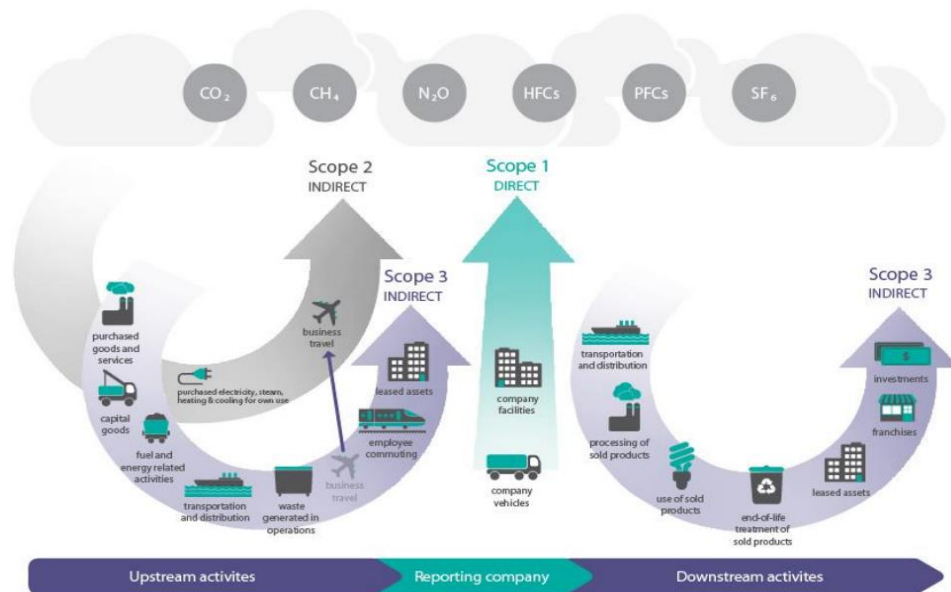 CO2
CH4
N2O
HFCs
PFCs
SF6
Scope 2
INDIRECT
Scope 1
DIRECT
Scope 3
INDIRECT
Scope 3
INDIRECT
purchased
goods and
services
capital
goods
fuel and
energy related
activities
transportation
and distribution
waste
generated in
operations
business
travel
employee
commuting
leased assets
purchased electricity, steam,
heating & cooling for own use
business
travel
company
facilities
company
vehicles
transportation
and distribution
processing of
sold products
use of sold
products
end-of-life
treatment of
sold products
leased assets
franchises
investments
$
Upstream activites
Reporting company
Downstream activites